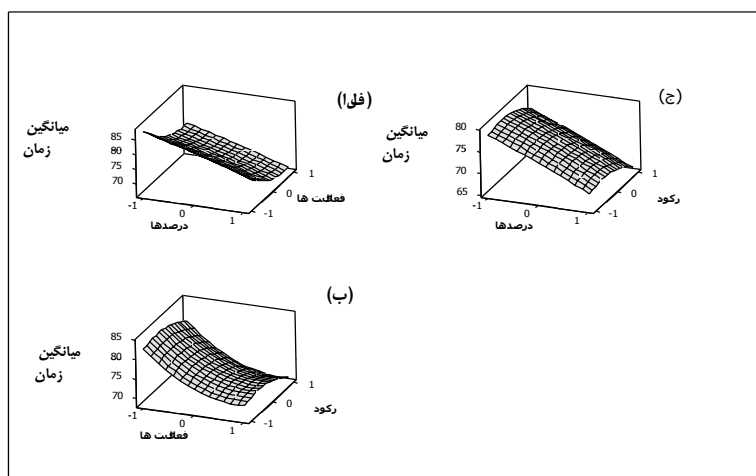 (الف)
میانگین
زمان
85
80
75
70
-1
0
1
درصدها
-1
0
1
فعالیت ها
(ج)
میانگین
زمان
80
75
70
65
-1
0
1
درصدها
-1
0
1
رکود
(ب)
میانگین
زمان
85
80
75
70
-1
0
1
فعالیت ها
-1
0
1
رکود